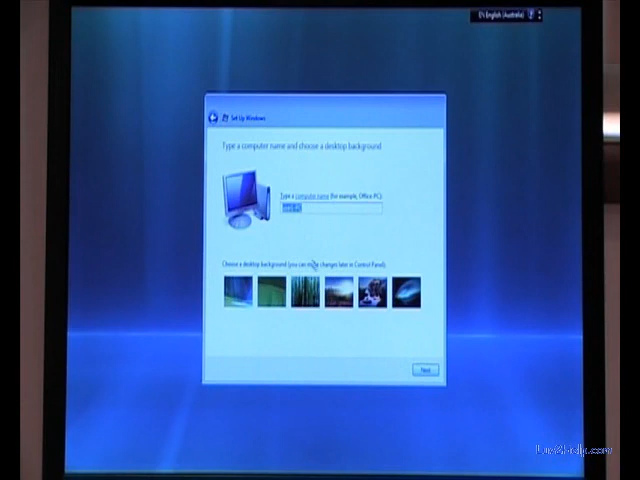 EN English (Australia)
Set Up Windows
Type a computer name and choose a desktop background
Type a computer name (for example, Office-PC):
Choose a desktop background (you can make changes later in Control Panel):
Next